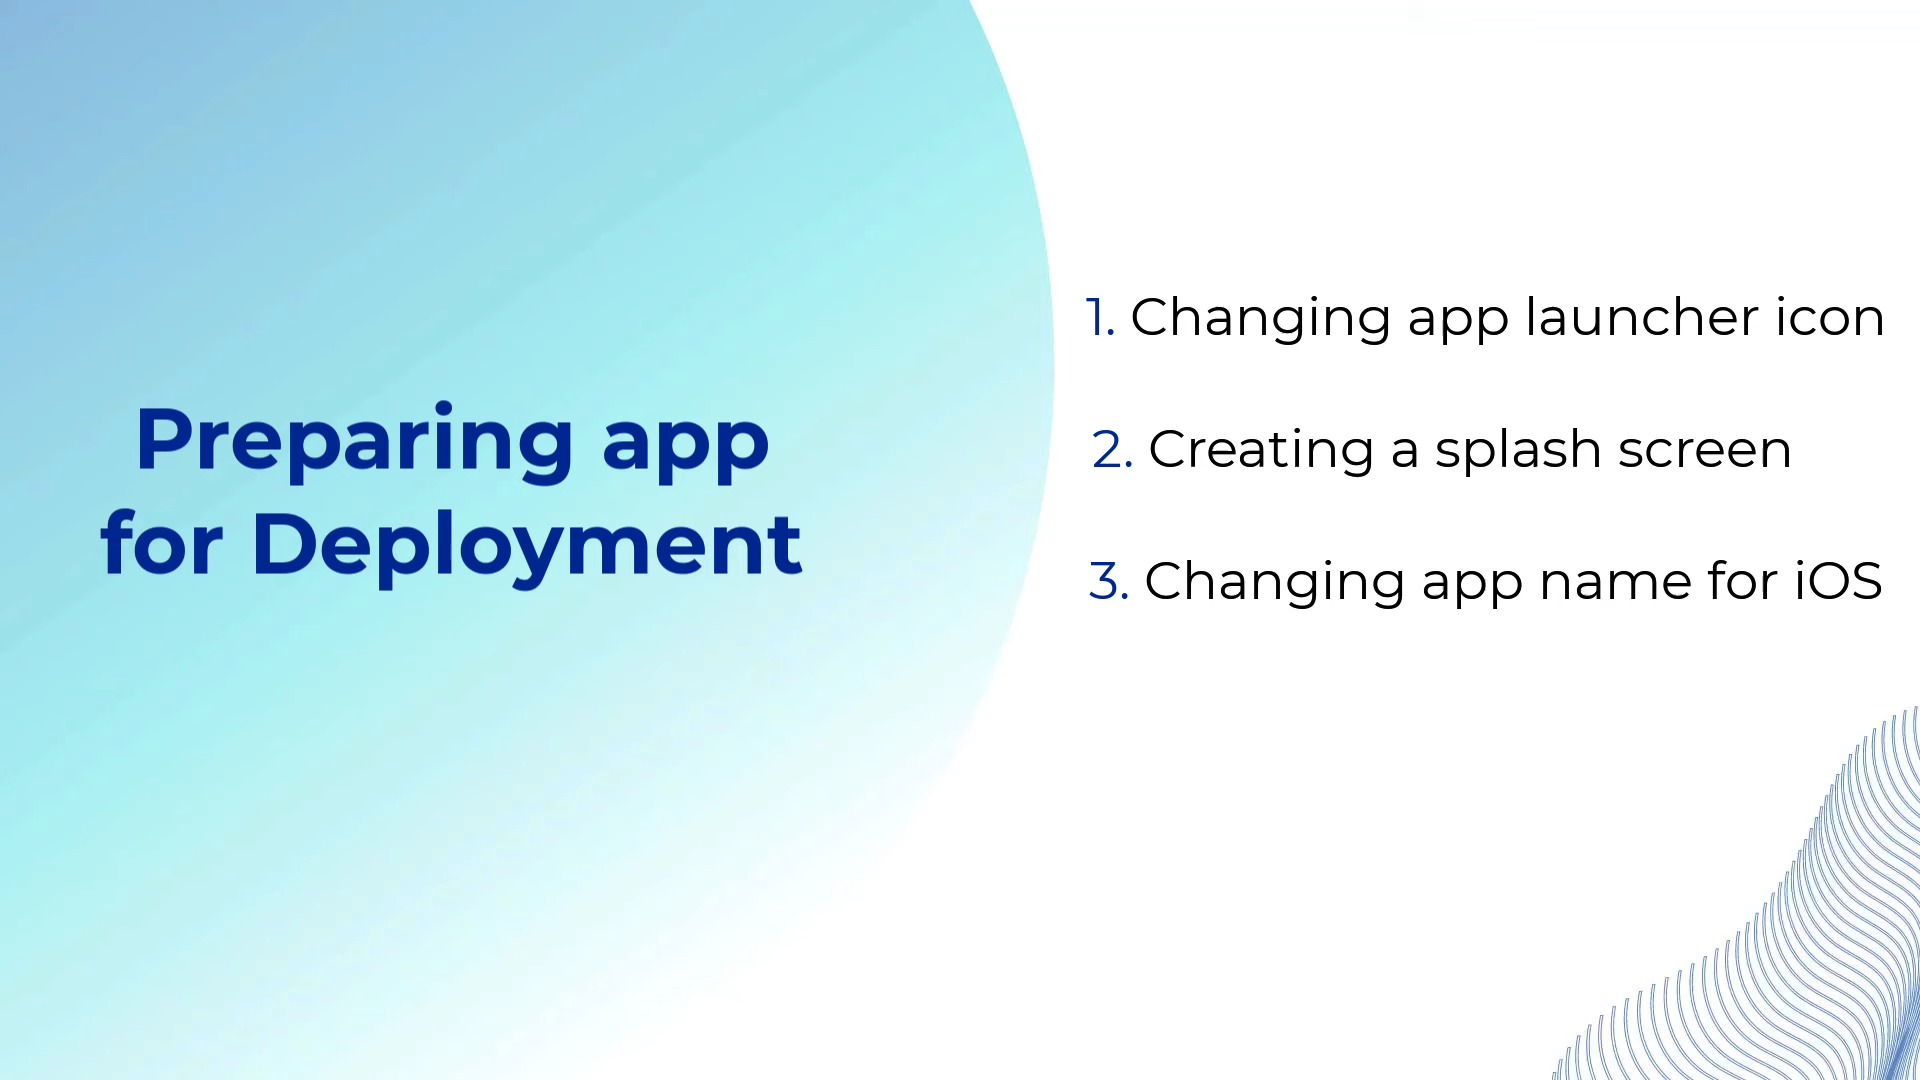 Preparing app
for Deployment
1. Changing app launcher icon
2. Creating a splash screen
3. Changing app name for iOS